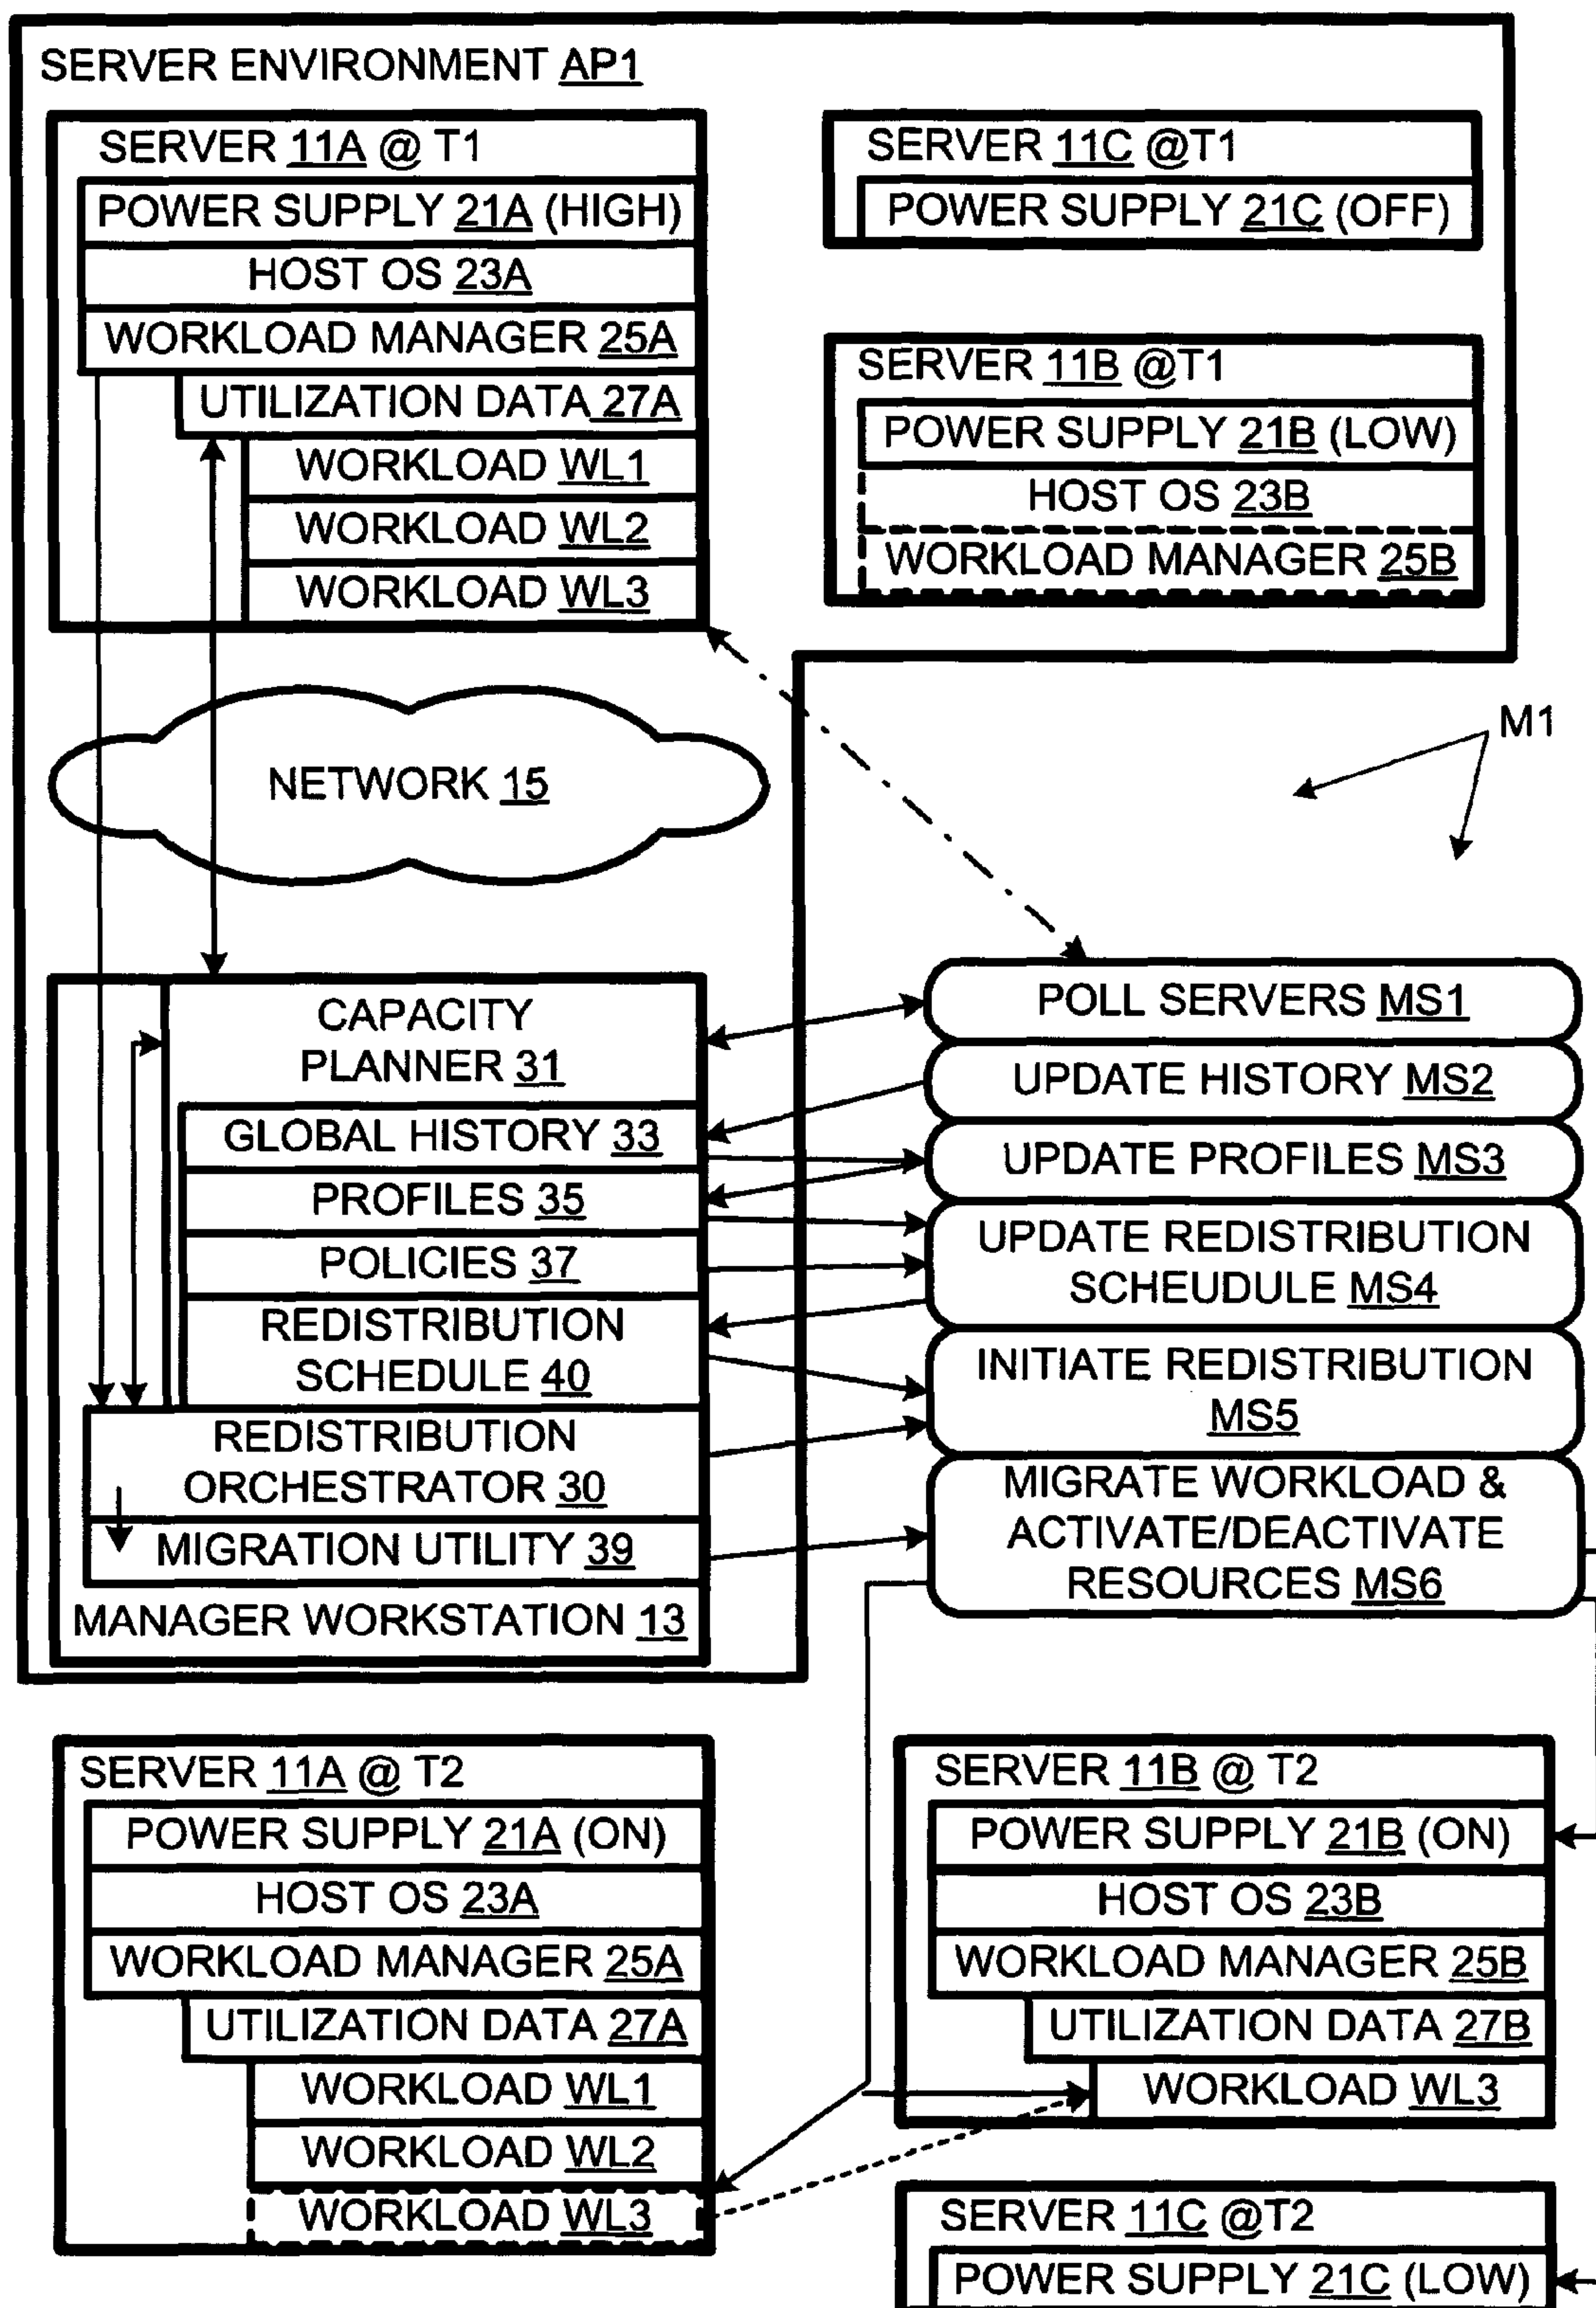 SERVER ENVIRONMENT AP1
SERVER 11A @ T1
POWER SUPPLY 21A (HIGH)
HOST OS 23A
WORKLOAD MANAGER 25A
UTILIZATION DATA 27A
WORKLOAD WL1
WORKLOAD WL2
WORKLOAD WL3
SERVER 11C @T1
POWER SUPPLY 21C (OFF)
SERVER 11B @T1
POWER SUPPLY 21B (LOW)
HOST OS 23B
WORKLOAD MANAGER 25B
NETWORK 15
M1
CAPACITY
PLANNER 31
GLOBAL HISTORY 33
PROFILES 35
POLICIES 37
REDISTRIBUTION
SCHEDULE 40
REDISTRIBUTION
ORCHESTRATOR 30
MIGRATION UTILITY 39
MANAGER WORKSTATION 13
POLL SERVERS MS1
UPDATE HISTORY MS2
UPDATE PROFILES MS3
UPDATE REDISTRIBUTION
SCHEUDULE MS4
INITIATE REDISTRIBUTION
MS5
MIGRATE WORKLOAD &
ACTIVATE/DEACTIVATE
RESOURCES MS6
SERVER 11A @ T2
POWER SUPPLY 21A (ON)
HOST OS 23A
WORKLOAD MANAGER 25A
UTILIZATION DATA 27A
WORKLOAD WL1
WORKLOAD WL2
WORKLOAD WL3
SERVER 11B @ T2
POWER SUPPLY 21B (ON)
HOST OS 23B
WORKLOAD MANAGER 25B
UTILIZATION DATA 27B
WORKLOAD WL3
SERVER 11C @T2
POWER SUPPLY 21C (LOW)